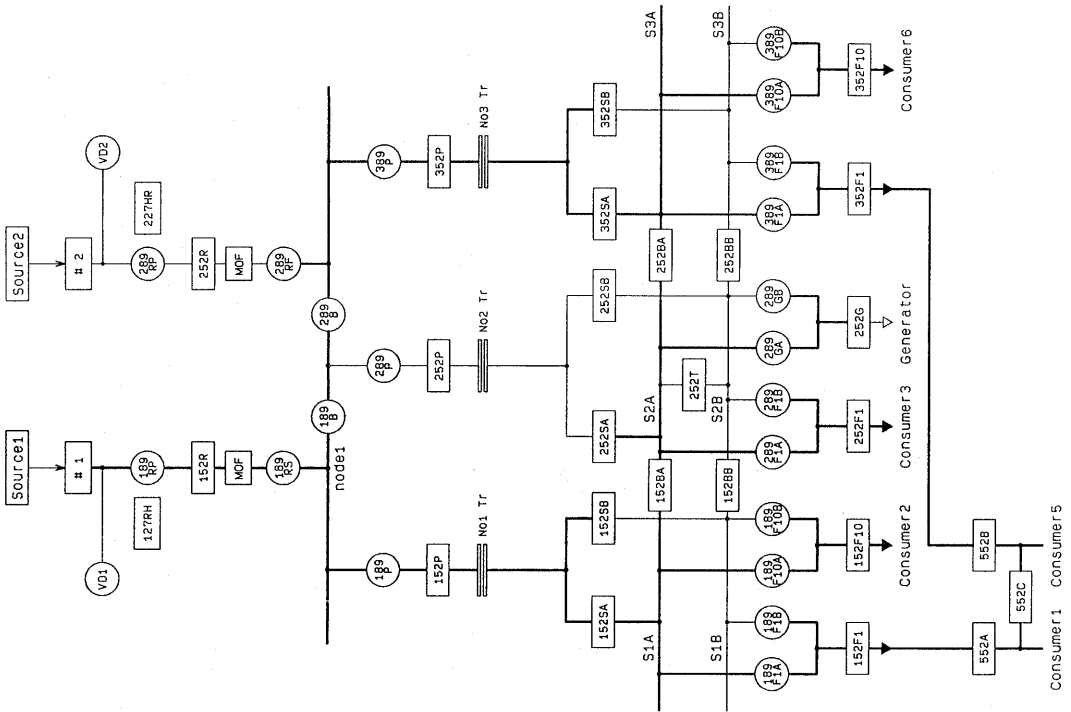 Source1
Source2
# 1
# 2
VD1
VD2
127RH
189
RP
289
RP
227HR
152R
252R
MOF
MOF
189
RS
289
RF
node1
189
B
289
B
189
P
289
P
389
P
152P
252P
352P
No1 Tr
No2 Tr
No3 Tr
152SA
152SB
252SA
252SB
352SA
352SB
S1A
S2A
S3A
152BA
252BA
252T
S1B
S2B
S3B
152BB
252BB
189
F1A
189
F1B
189
F10A
189
F10B
289
F1A
289
F1B
289
GA
289
GB
389
F1A
389
F1B
389
F10A
389
F10B
152F1
152F10
252F1
252G
352F1
352F10
Consumer2
Consumer3
Generator
Consumer6
552A
552B
552C
Consumer1
Consumer5